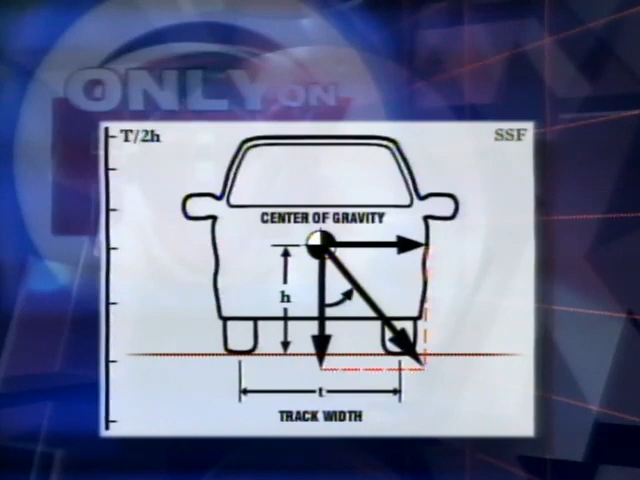 ONLY ON
T/2h
SSF
CENTER OF GRAVITY
h
t
TRACK WIDTH